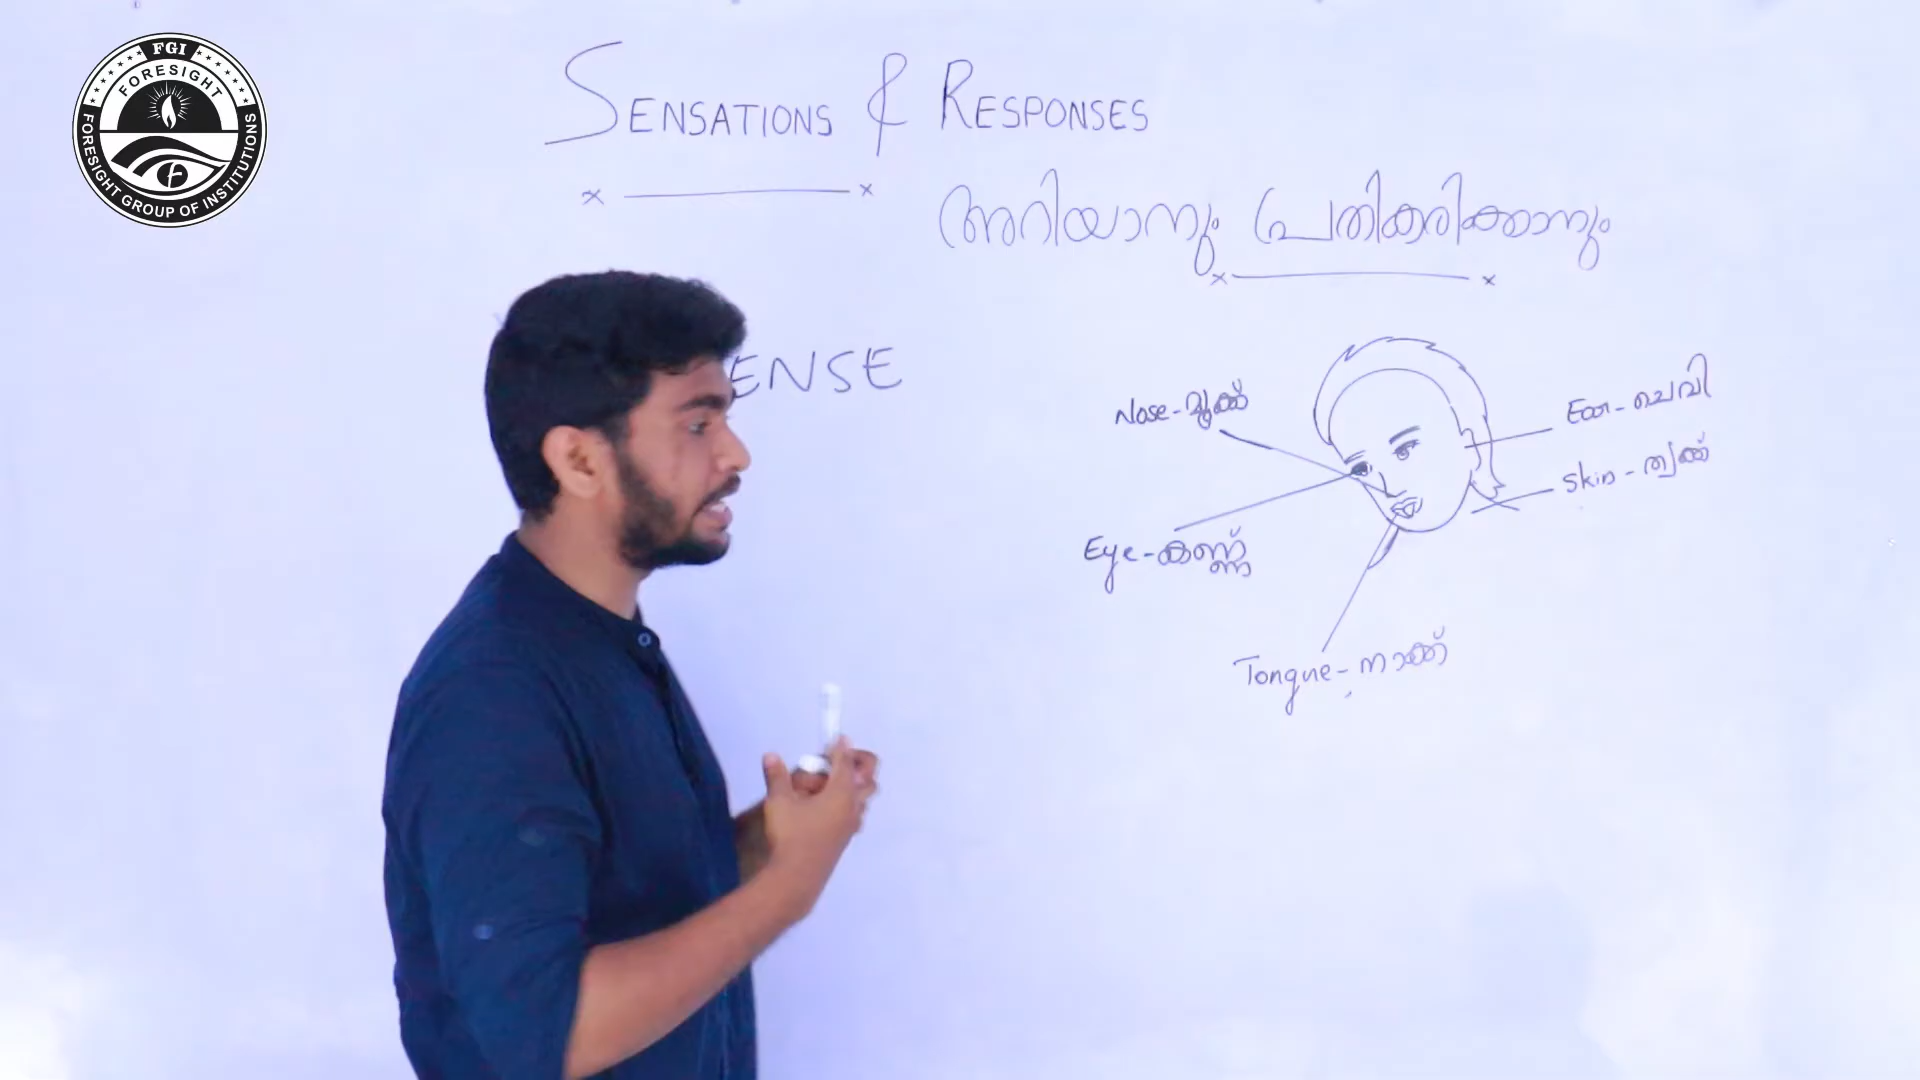 FGI
FORESIGHT
FORESIGHT GROUP OF INSTITUTIONS
SENSATIONS & RESPONSES
അറിയാനും പ്രതികരിക്കാനും
ENSE
Nose - മൂക്ക്
Ear - ചെവി
Skin - ത്വക്ക്
Eye - കണ്ണ്
Tongue - നാക്ക്